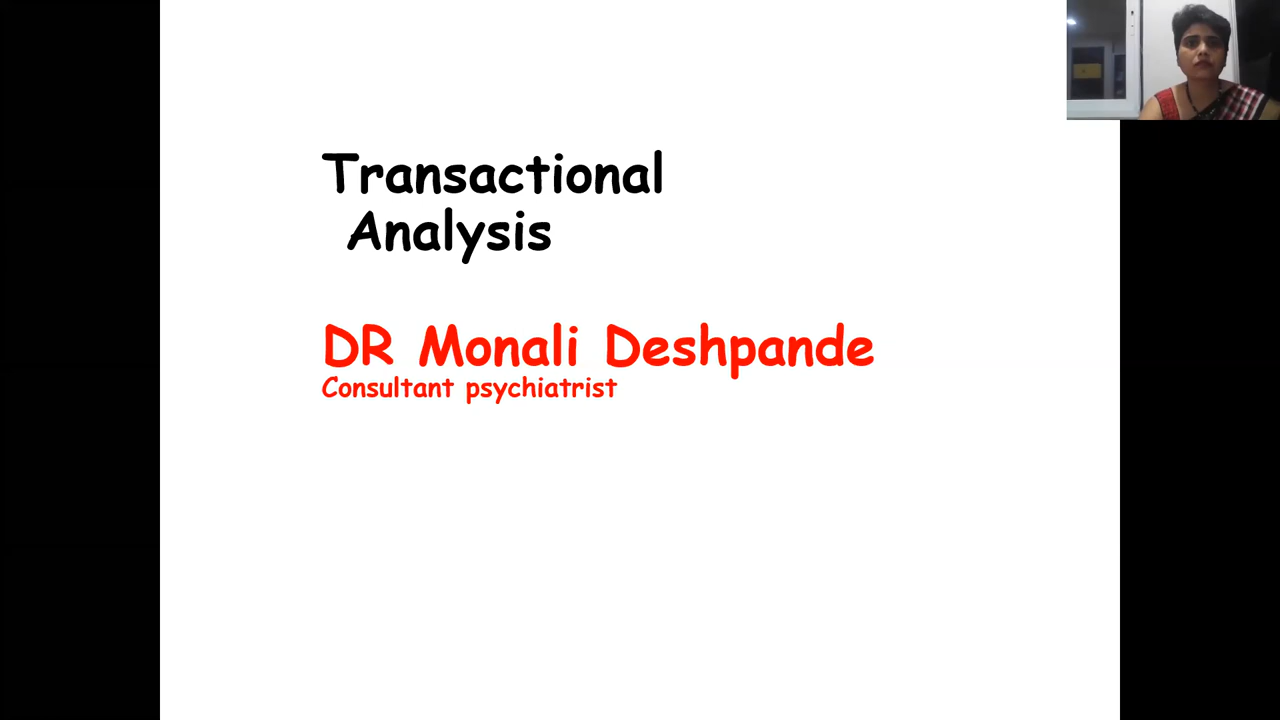 Transactional
Analysis
DR Monali Deshpande
Consultant psychiatrist